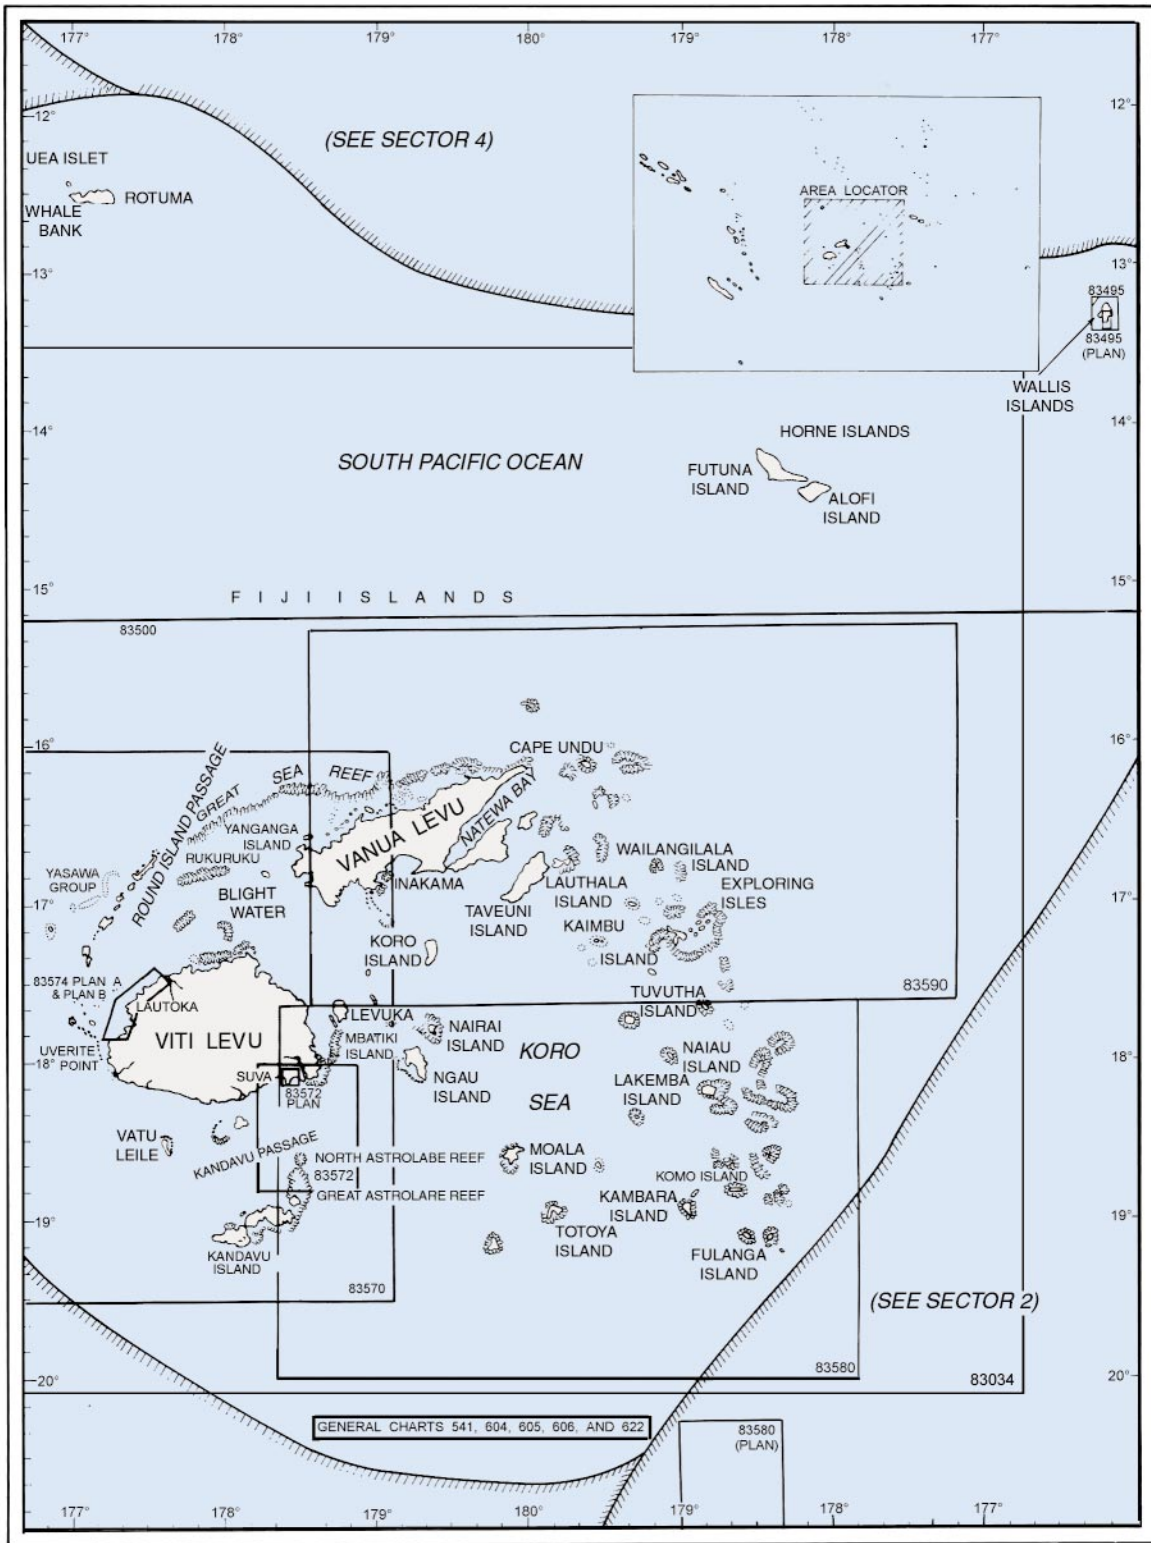 177°
178°
179°
180°
179°
178°
177°
12°
12°
(SEE SECTOR 4)
UEA ISLET
ROTUMA
WHALE
BANK
AREA LOCATOR
13°
13°
83495
83495
(PLAN)
WALLIS
ISLANDS
14°
14°
HORNE ISLANDS
SOUTH PACIFIC OCEAN
FUTUNA
ISLAND
ALOFI
ISLAND
15°
15°
FIJI ISLANDS
83500
16°
16°
CAPE UNDU
ROUND ISLAND PASSAGE
GREAT SEA REEF
NATEWA BAY
VANUA LEVU
YANGANGA
ISLAND
RUKURUKU
YASAWA
GROUP
BLIGHT
WATER
INAKAMA
WAILANGILALA
ISLAND
LAUTHALA
ISLAND
EXPLORING
ISLES
TAVEUNI
ISLAND
17°
17°
KAIMBU
ISLAND
KORO
ISLAND
83574 PLAN A
& PLAN B
LAUTOKA
83590
TUVUTHA
ISLAND
LEVUKA
VITI LEVU
MBATIKI
ISLAND
NAIRAI
ISLAND
KORO
SEA
NAIAU
ISLAND
UVERITE
POINT
18°
18°
SUVA
83572
PLAN
NGAU
ISLAND
LAKEMBA
ISLAND
VATU
LEILE
KANDAVU PASSAGE
NORTH ASTROLABE REEF
83572
GREAT ASTROLARE REEF
MOALA
ISLAND
KOMO ISLAND
KAMBARA
ISLAND
19°
19°
TOTOYA
ISLAND
KANDAVU
ISLAND
FULANGA
ISLAND
83570
(SEE SECTOR 2)
83580
83034
20°
20°
GENERAL CHARTS 541, 604, 605, 606, AND 622
83580
(PLAN)
177°
178°
179°
180°
179°
178°
177°